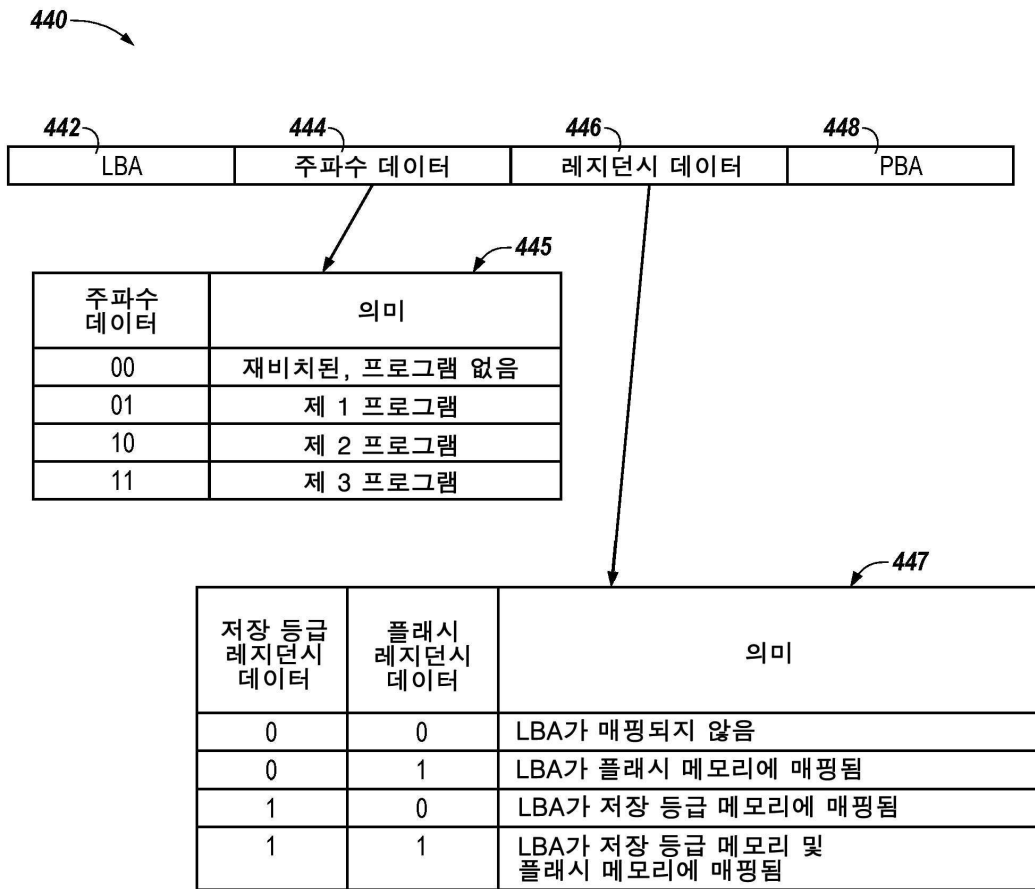 440
442
444
446
448
LBA
주파수 데이터
레지던시 데이터
PBA
445
주파수
데이터
의미
00
재비치된, 프로그램 없음
01
제 1 프로그램
10
제 2 프로그램
11
제 3 프로그램
447
저장 등급
레지던시
데이터
플래시
레지던시
데이터
의미
0
0
LBA가 매핑되지 않음
0
1
LBA가 플래시 메모리에 매핑됨
1
0
LBA가 저장 등급 메모리에 매핑됨
1
1
LBA가 저장 등급 메모리 및
플래시 메모리에 매핑됨